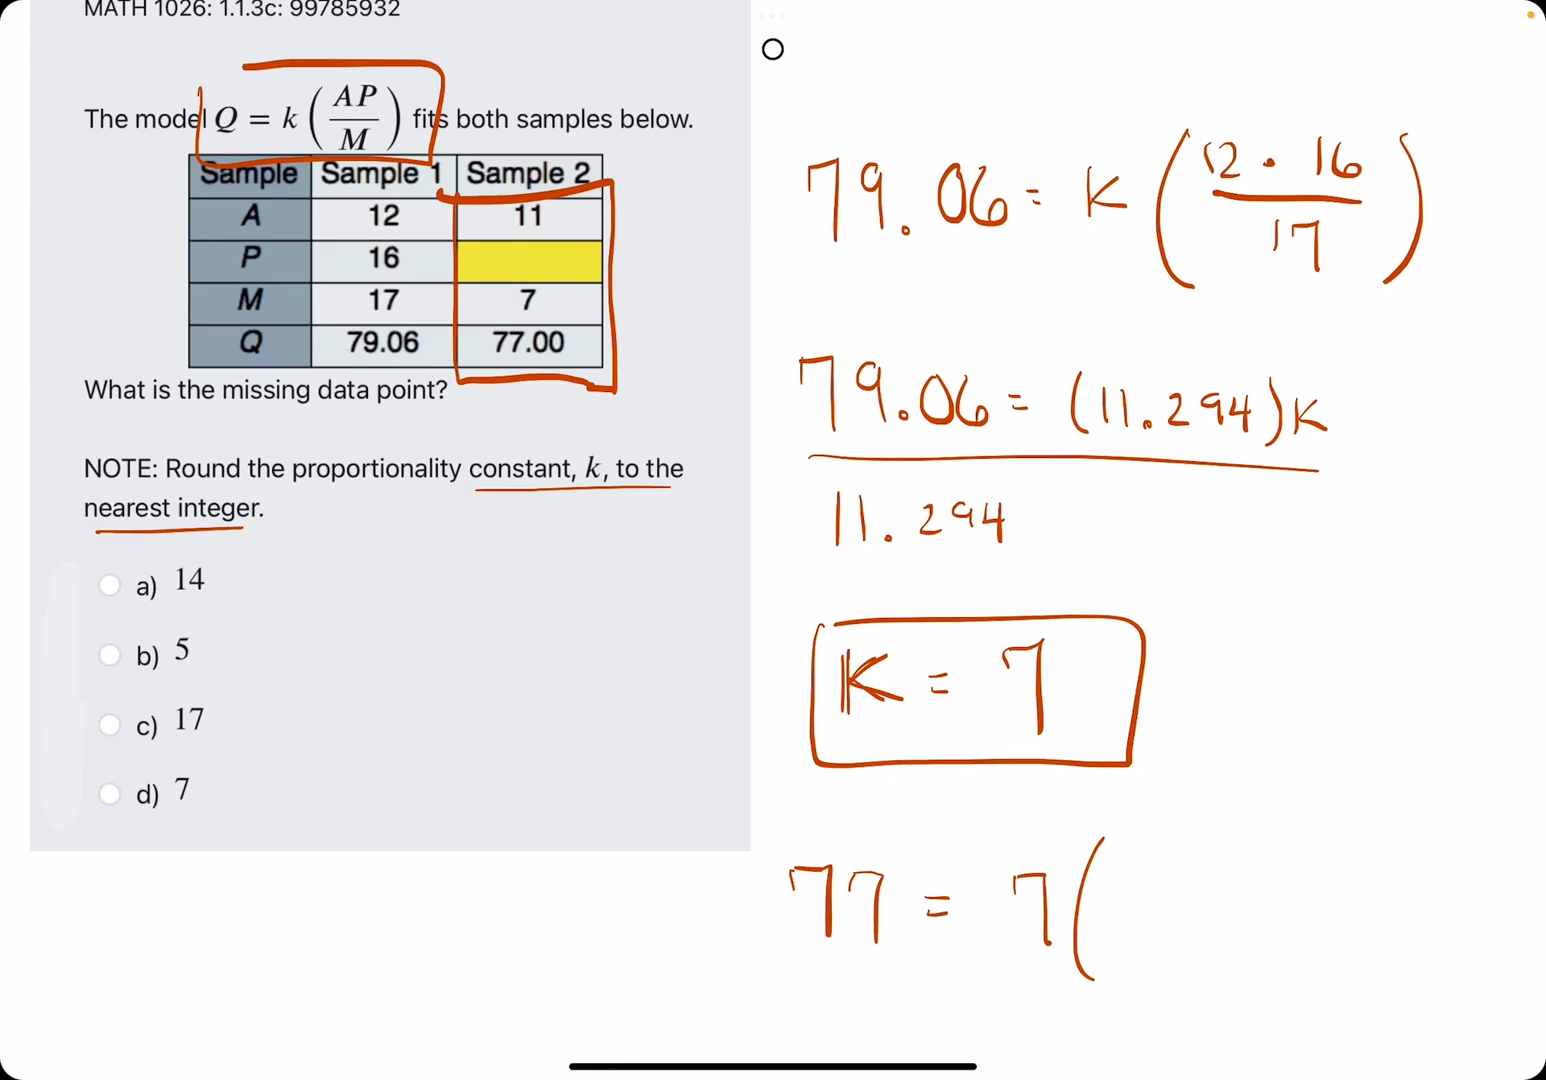 MATH 1026: 1.1.3c: 99785932
The model Q = k ( AP / M ) fits both samples below.
Sample Sample 1 Sample 2
A 12 11
P 16
M 17 7
Q 79.06 77.00
What is the missing data point?
NOTE: Round the proportionality constant, k, to the
nearest integer.
a) 14
b) 5
c) 17
d) 7
79.06 = K ( 12 · 16 / 17 )
79.06 = (11.294)K
11.294
K = 7
77 = 7(